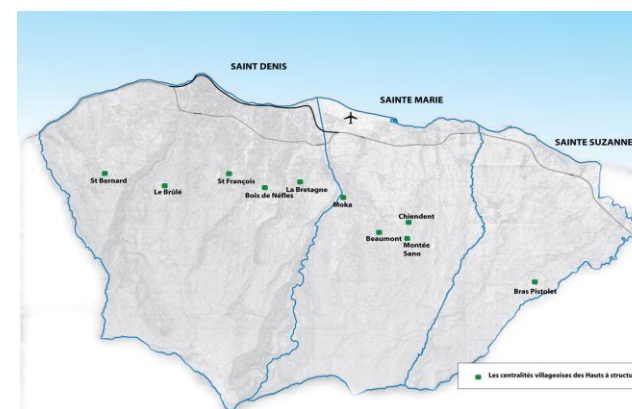 SAINT DENIS
SAINTE MARIE
SAINTE SUZANNE
St Bernard
Le Brûlé
St François
Bois de Nèfles
La Bretagne
Moka
Chiendent
Beaumont
Montée
Sano
Bras Pistolet
Les centralités villageoises des Hauts à structu